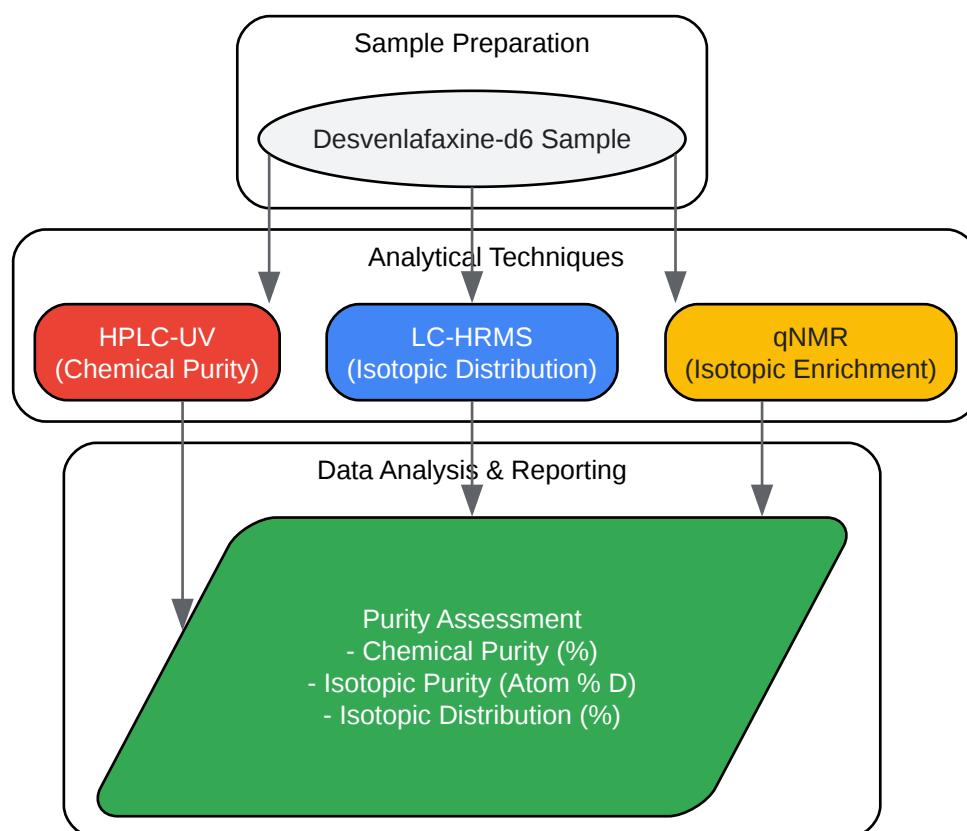 Sample Preparation
Desvenlafaxine-d6 Sample
Analytical Techniques
HPLC-UV
(Chemical Purity)
LC-HRMS
(Isotopic Distribution)
qNMR
(Isotopic Enrichment)
Data Analysis & Reporting
Purity Assessment
- Chemical Purity (%)
- Isotopic Purity (Atom % D)
- Isotopic Distribution (%)